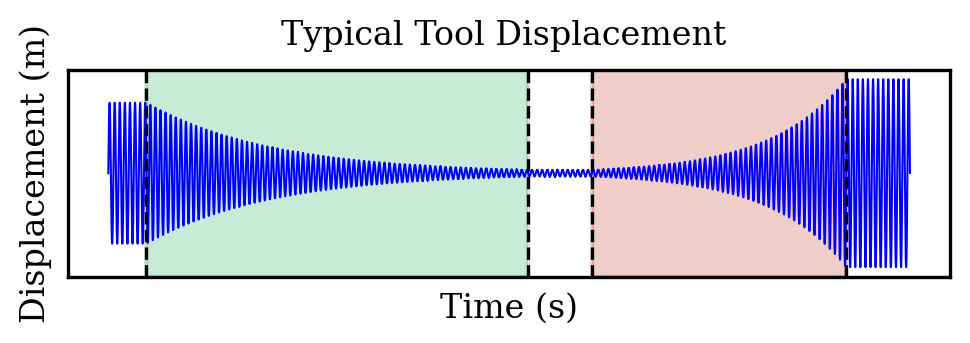 Typical Tool Displacement
Displacement (m)
Time (s)